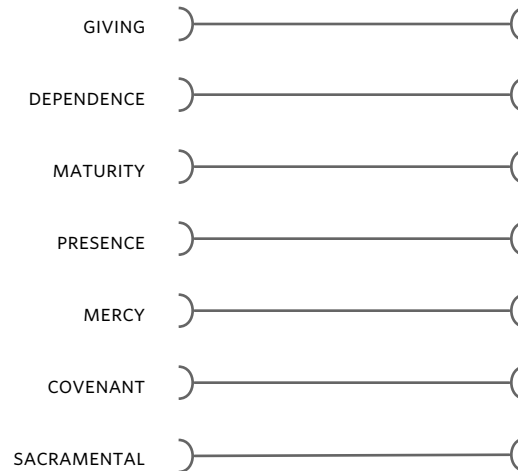 GIVING
DEPENDENCE
MATURITY
PRESENCE
MERCY
COVENANT
SACRAMENTAL